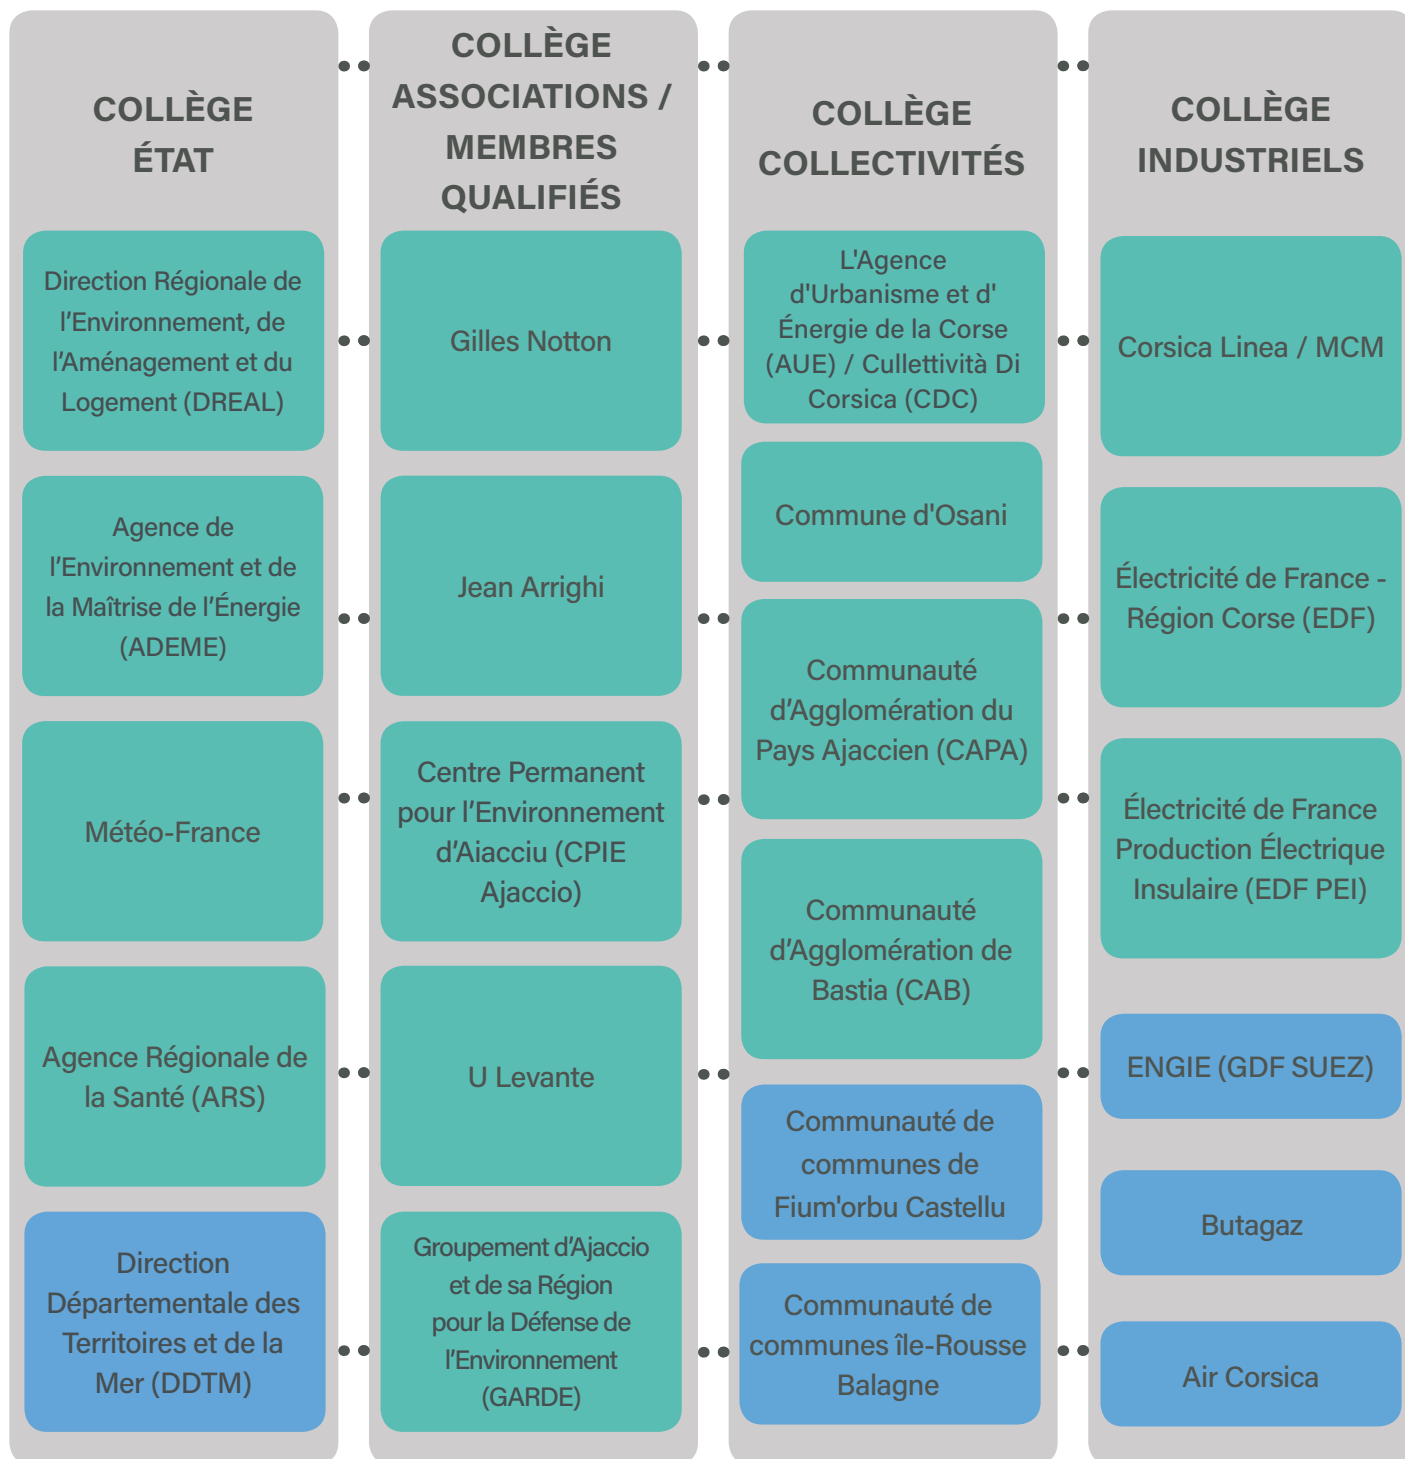 COLLÈGE
ÉTAT
Direction Régionale de
l’Environnement, de
l’Aménagement et du
Logement (DREAL)
Agence de
l’Environnement et de
la Maîtrise de l’Énergie
(ADEME)
Météo-France
Agence Régionale de
la Santé (ARS)
Direction
Départementale des
Territoires et de la
Mer (DDTM)
COLLÈGE
ASSOCIATIONS /
MEMBRES
QUALIFIÉS
Gilles Notton
Jean Arrighi
Centre Permanent
pour l’Environnement
d’Aiacciu (CPIE
Ajaccio)
U Levante
Groupement d’Ajaccio
et de sa Région
pour la Défense de
l’Environnement
(GARDE)
COLLÈGE
COLLECTIVITÉS
L'Agence
d'Urbanisme et d'
Énergie de la Corse
(AUE) / Cullettività Di
Corsica (CDC)
Commune d'Osani
Communauté
d’Agglomération du
Pays Ajaccien (CAPA)
Communauté
d’Agglomération de
Bastia (CAB)
Communauté de
communes de
Fium'orbu Castellu
Communauté de
communes île-Rousse
Balagne
COLLÈGE
INDUSTRIELS
Corsica Linea / MCM
Électricité de France -
Région Corse (EDF)
Électricité de France
Production Électrique
Insulaire (EDF PEI)
ENGIE (GDF SUEZ)
Butagaz
Air Corsica